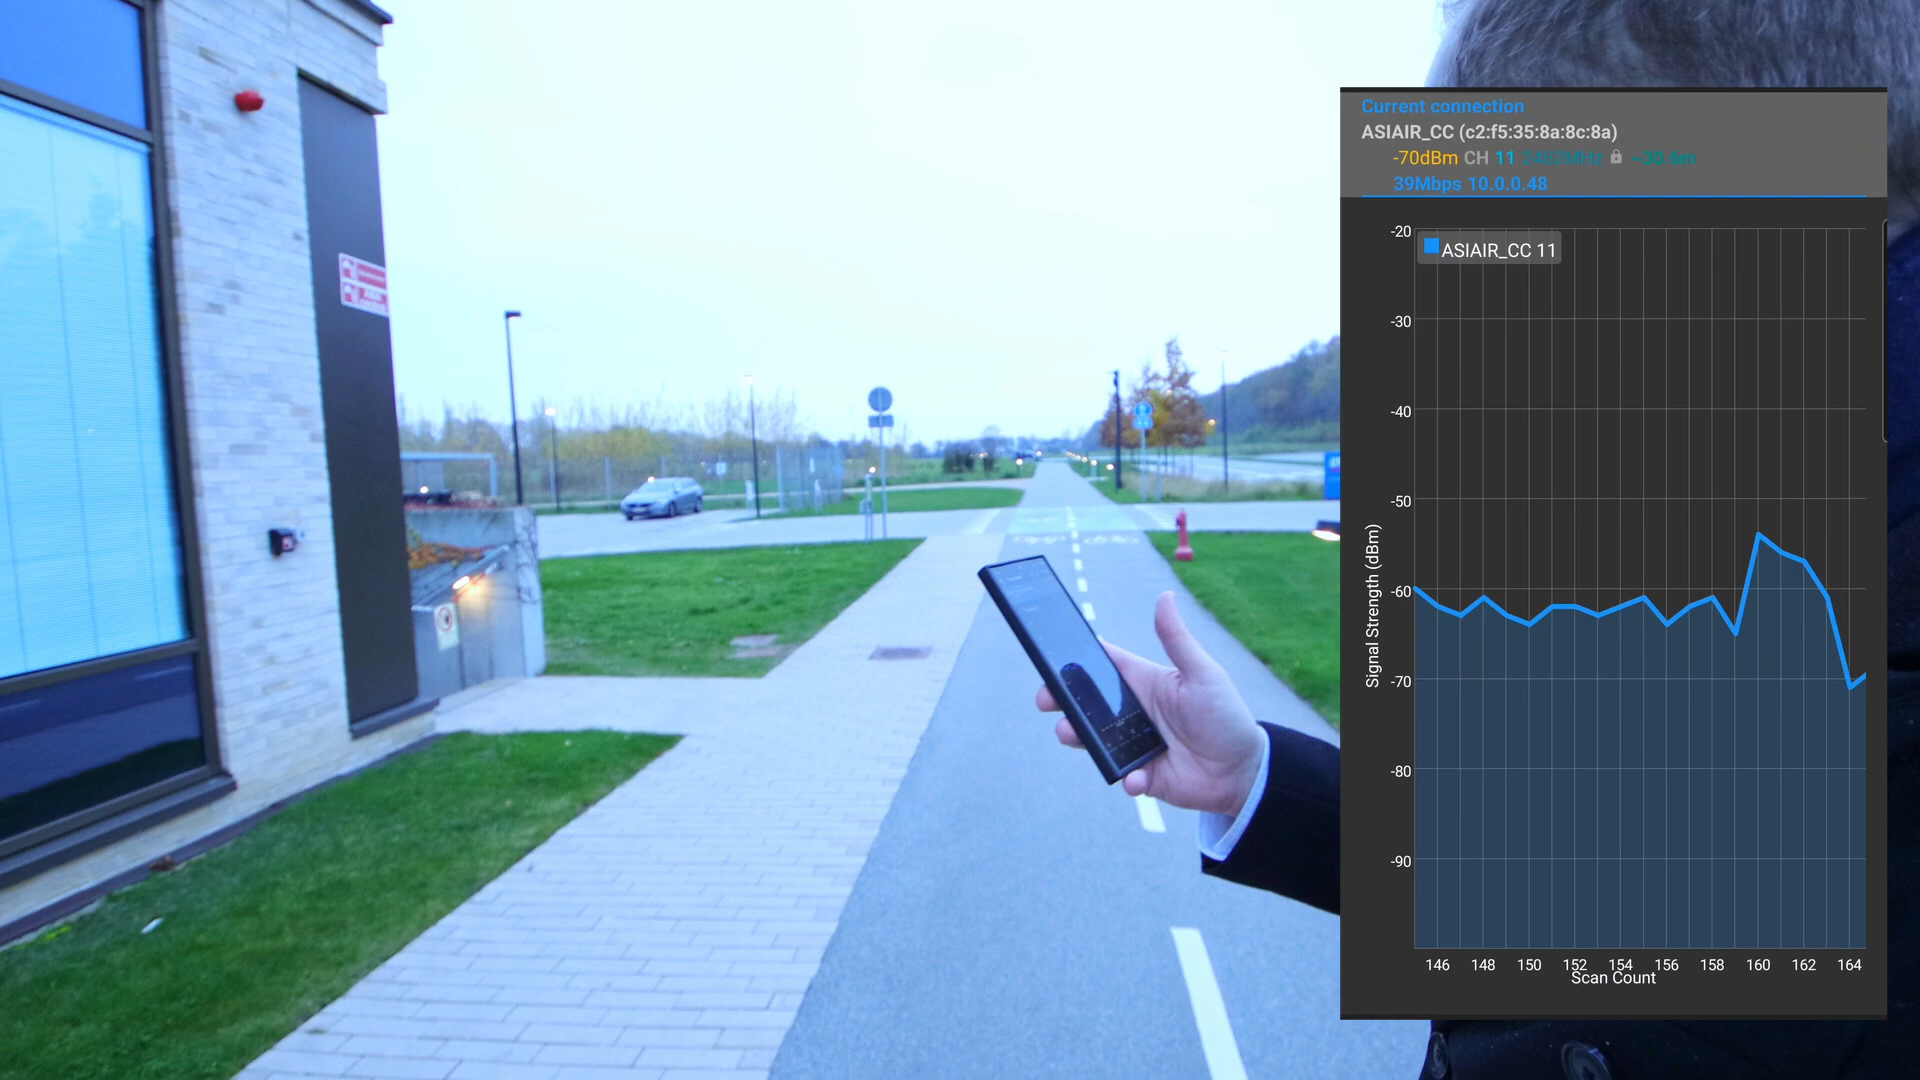 Current connection
ASIAIR_CC (c2:f5:35:8a:8c:8a)
-70dBm CH 11 2462MHz ~30.6m
39Mbps 10.0.0.48
-20
ASIAIR_CC 11
-30
-40
-50
-60
-70
-80
-90
Signal Strength (dBm)
146 148 150 152 154 156 158 160 162 164
Scan Count